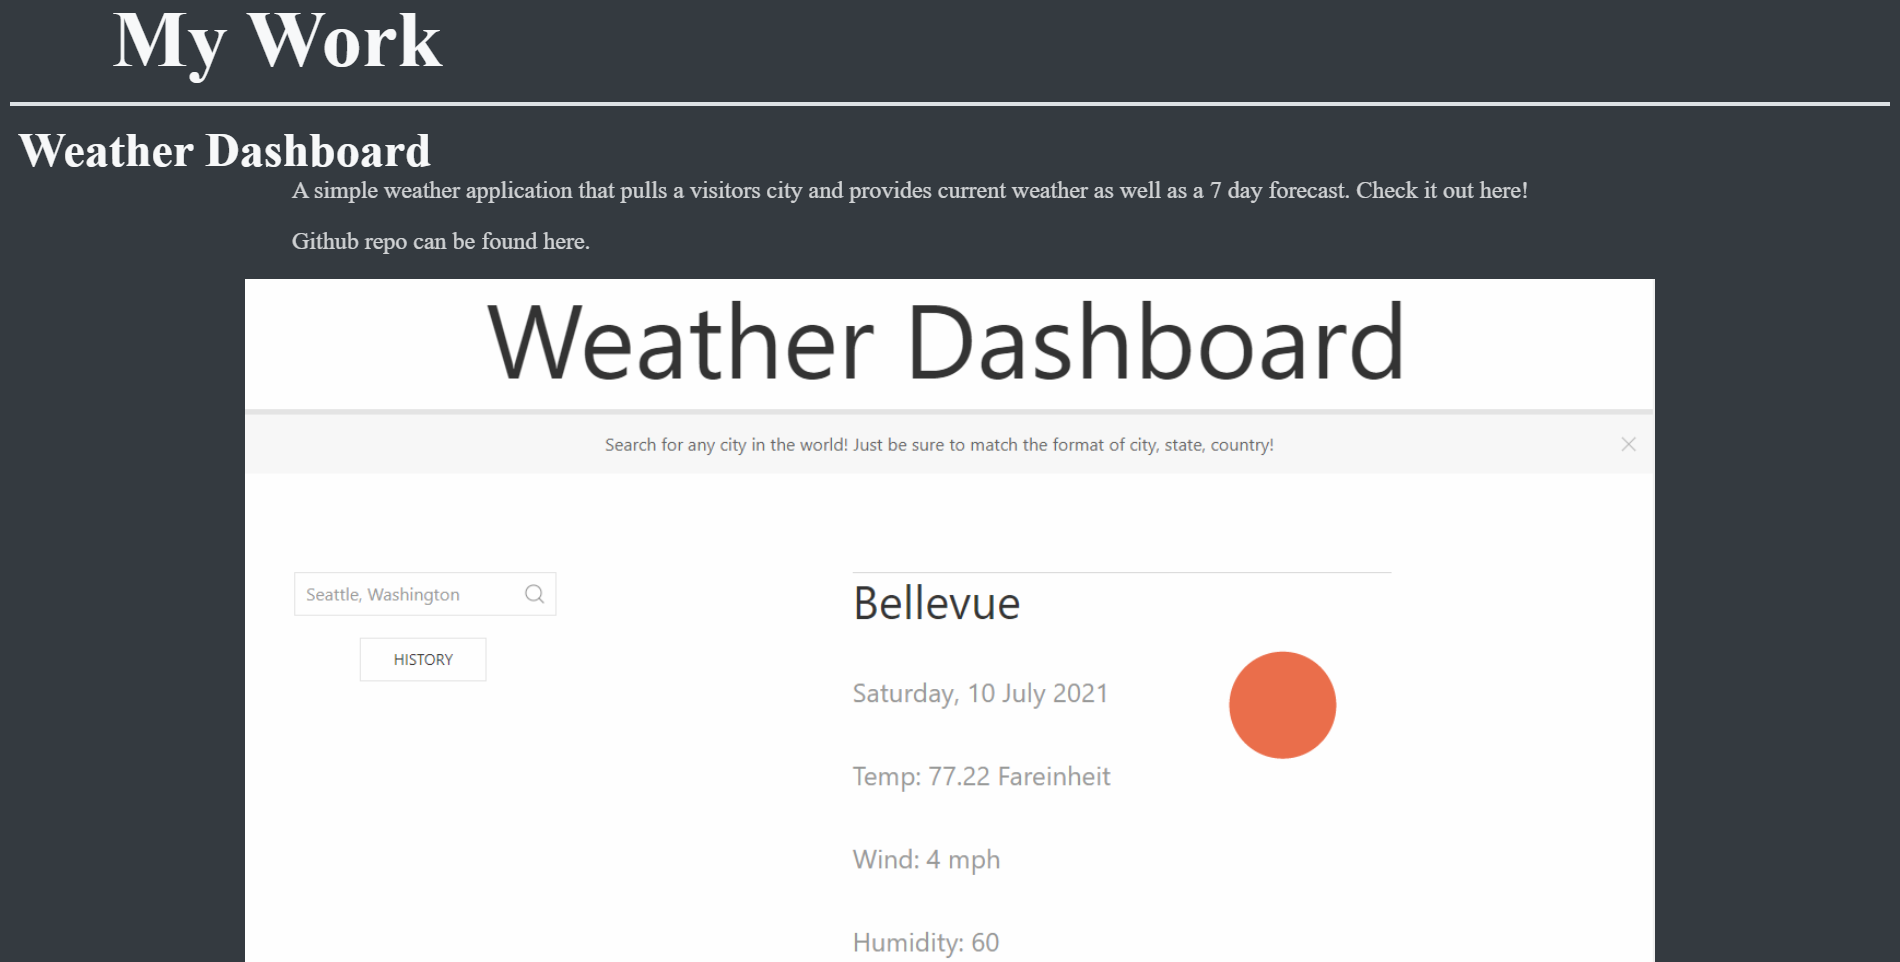 My Work
Weather Dashboard
A simple weather application that pulls a visitors city and provides current weather as well as a 7 day forecast. Check it out here!
Github repo can be found here.
Weather Dashboard
Search for any city in the world! Just be sure to match the format of city, state, country!
Seattle, Washington
HISTORY
Bellevue
Saturday, 10 July 2021
Temp: 77.22 Fareinheit
Wind: 4 mph
Humidity: 60